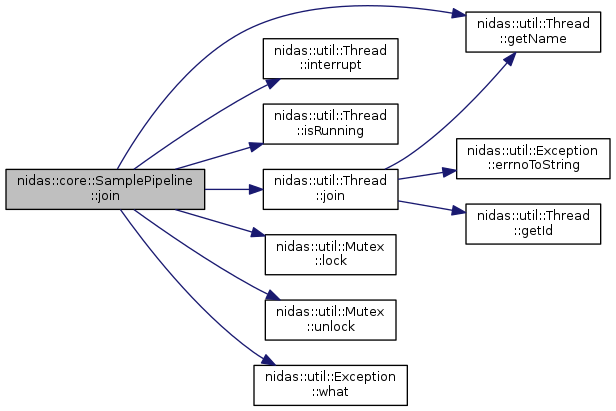 nidas::util::Thread
::getName
nidas::util::Thread
::interrupt
nidas::util::Thread
::isRunning
nidas::util::Exception
::errnoToString
nidas::core::SamplePipeline
::join
nidas::util::Thread
::join
nidas::util::Thread
::getId
nidas::util::Mutex
::lock
nidas::util::Mutex
::unlock
nidas::util::Exception
::what